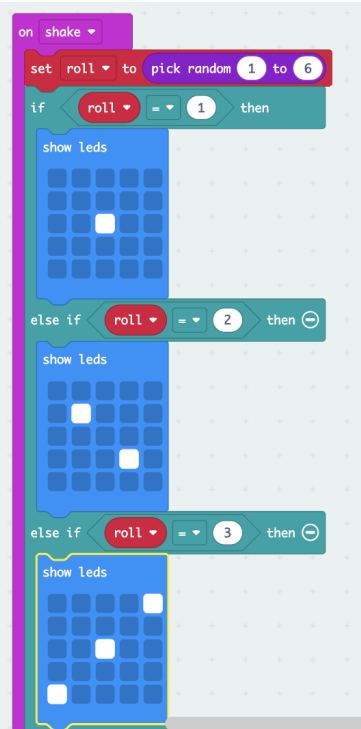 on shake
set roll to pick random 1 to 6
if roll = 1 then
show leds
else if roll = 2 then
show leds
else if roll = 3 then
show leds